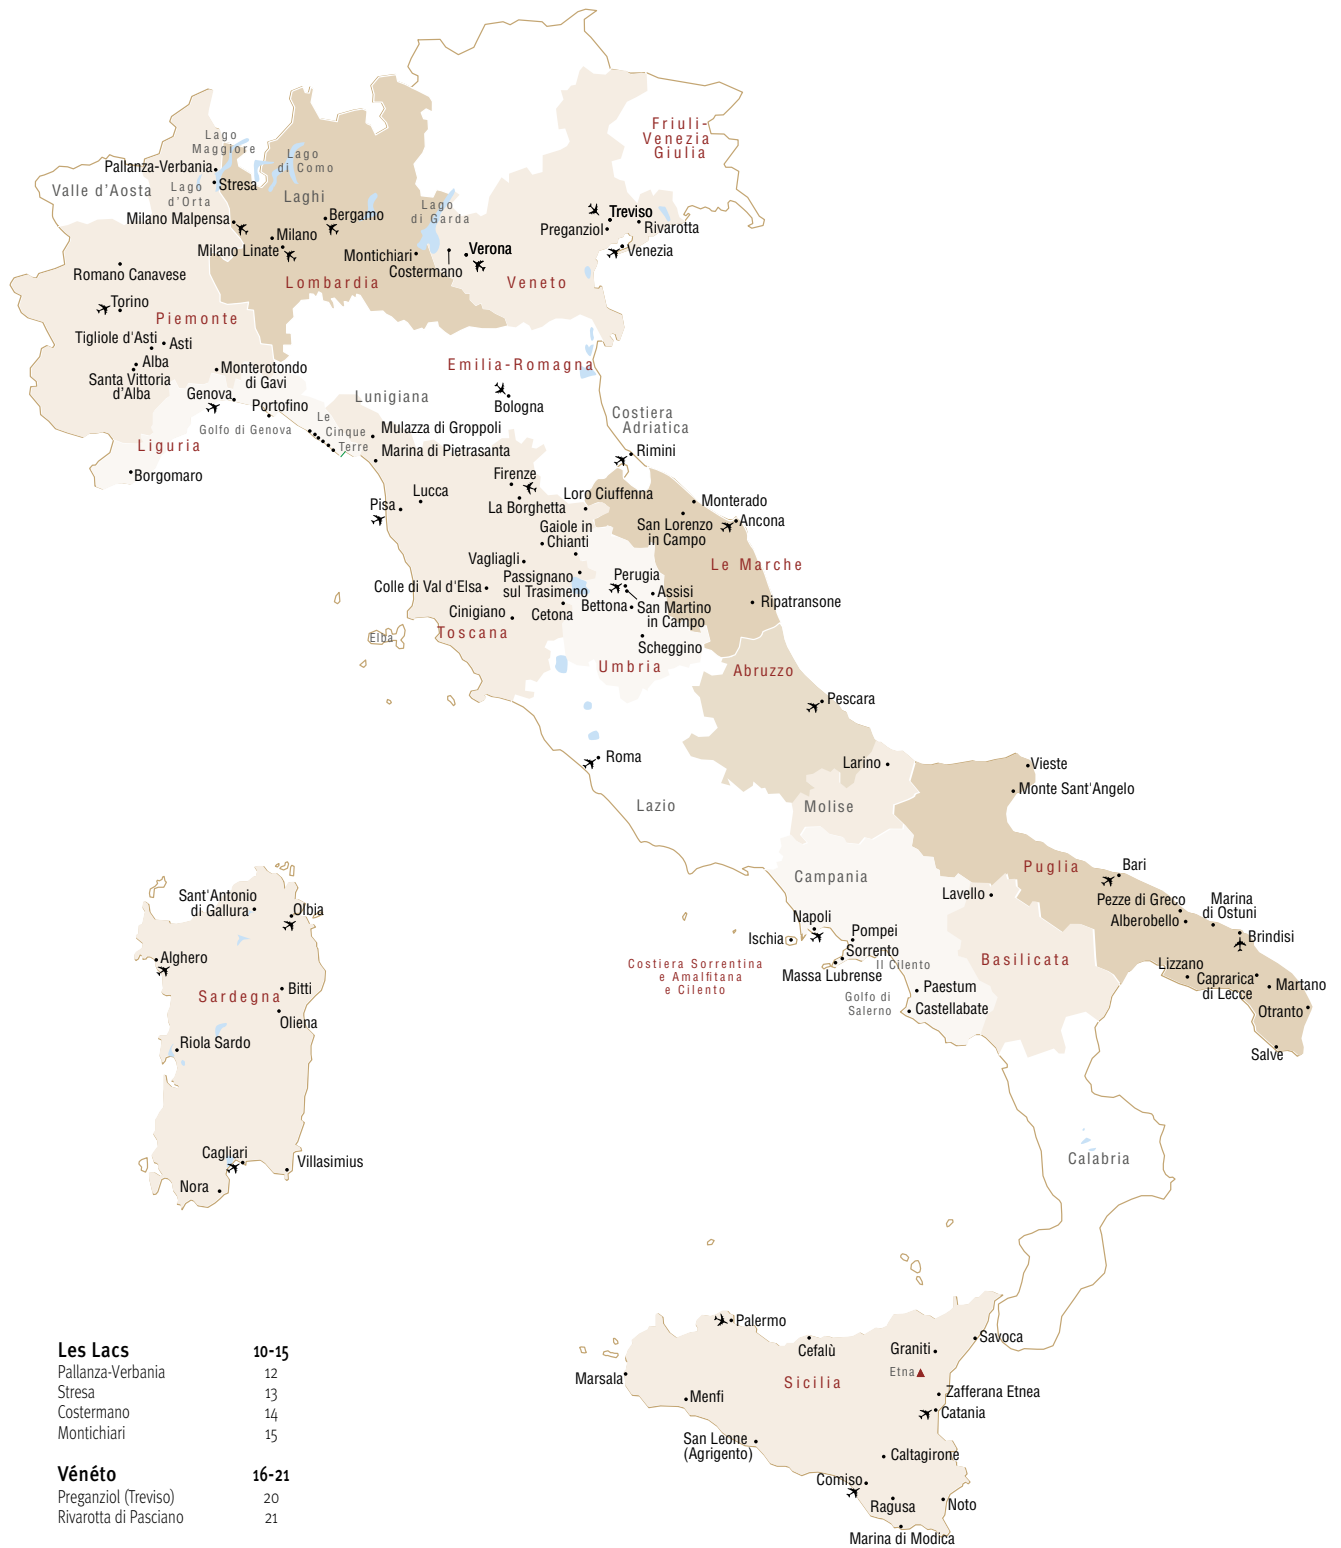 Friuli-
Venezia
Giulia
Lago
Maggiore
Lago
di Como
Pallanza-Verbania
Valle d'Aosta
Lago
d'Orta
Stresa
Laghi
Lago
di Garda
Milano Malpensa
Bergamo
Treviso
Preganziol
Rivarotta
Milano
Milano Linate
Montichiari
Verona
Venezia
Costermano
Romano Canavese
Lombardia
Veneto
Torino
Piemonte
Tigliole d'Asti
Asti
Alba
Santa Vittoria
d'Alba
Monterotondo
di Gavi
Emilia-Romagna
Genova
Portofino
Lunigiana
Bologna
Costiera
Adriatica
Golfo di Genova
Le
Cinque
Terre
Mulazza di Groppoli
Liguria
Marina di Pietrasanta
Rimini
Borgomaro
Firenze
Lucca
La Borghetta
Loro Ciuffenna
Monterado
Pisa
Gaiole in
Chianti
San Lorenzo
in Campo
Ancona
Vagliagli
Le Marche
Passignano
sul Trasimeno
Perugia
Colle di Val d'Elsa
Assisi
Bettona
San Martino
in Campo
Ripatransone
Cinigiano
Cetona
Elba
Toscana
Scheggino
Umbria
Abruzzo
Pescara
Roma
Larino
Vieste
Monte Sant'Angelo
Lazio
Molise
Puglia
Bari
Campania
Lavello
Pezze di Greco
Marina
di Ostuni
Alberobello
Brindisi
Sant'Antonio
di Gallura
Olbia
Napoli
Ischia
Pompei
Sorrento
Massa Lubrense
Il Cilento
Basilicata
Costiera Sorrentina
e Amalfitana
e Cilento
Lizzano
Caprarica
di Lecce
Martano
Alghero
Sardegna
Bitti
Paestum
Golfo di
Salerno
Castellabate
Otranto
Oliena
Riola Sardo
Salve
Cagliari
Villasimius
Nora
Calabria
Palermo
Cefalù
Graniti
Savoca
Etna
Marsala
Sicilia
Menfi
Zafferana Etnea
Catania
San Leone
(Agrigento)
Caltagirone
Comiso
Ragusa
Noto
Marina di Modica
Les Lacs 10-15
Pallanza-Verbania 12
Stresa 13
Costermano 14
Montichiari 15
Vénéto 16-21
Preganziol (Treviso) 20
Rivarotta di Pasciano 21